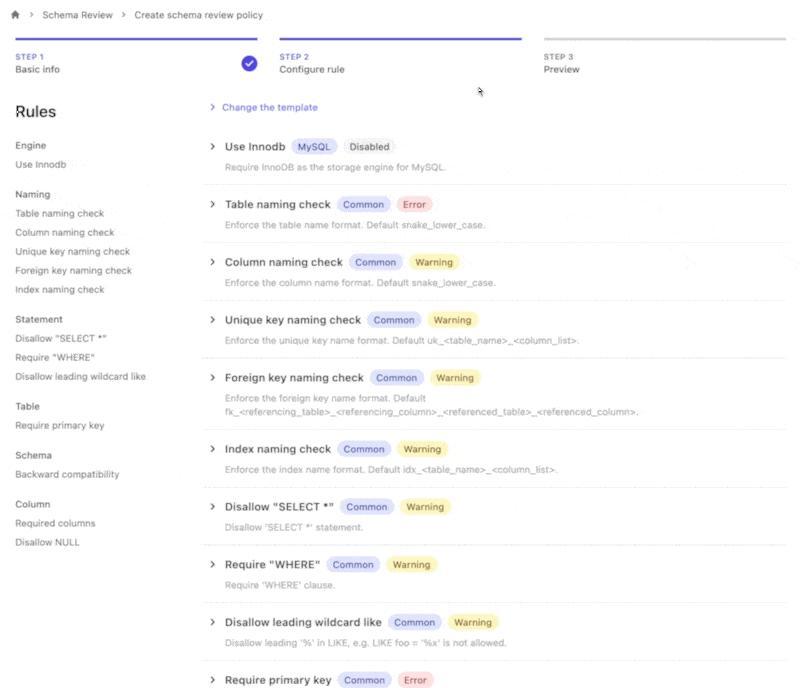 Schema Review > Create schema review policy
STEP 1
Basic info
STEP 2
Configure rule
STEP 3
Preview
Rules
Engine
Use Innodb
Naming
Table naming check
Column naming check
Unique key naming check
Foreign key naming check
Index naming check
Statement
Disallow "SELECT *"
Require "WHERE"
Disallow leading wildcard like
Table
Require primary key
Schema
Backward compatibility
Column
Required columns
Disallow NULL
> Change the template
> Use Innodb MySQL Disabled
Require InnoDB as the storage engine for MySQL.
> Table naming check Common Error
Enforce the table name format. Default snake_lower_case.
> Column naming check Common Warning
Enforce the column name format. Default snake_lower_case.
> Unique key naming check Common Warning
Enforce the unique key name format. Default uk_<table_name>_<column_list>.
> Foreign key naming check Common Warning
Enforce the foreign key name format. Default
fk_<referencing_table>_<referencing_column>_<referenced_table>_<referenced_column>.
> Index naming check Common Warning
Enforce the index name format. Default idx_<table_name>_<column_list>.
> Disallow "SELECT *" Common Warning
Disallow 'SELECT *' statement.
> Require "WHERE" Common Warning
Require 'WHERE' clause.
> Disallow leading wildcard like Common Warning
Disallow leading '%' in LIKE, e.g. LIKE foo = '%x' is not allowed.
> Require primary key Common Error